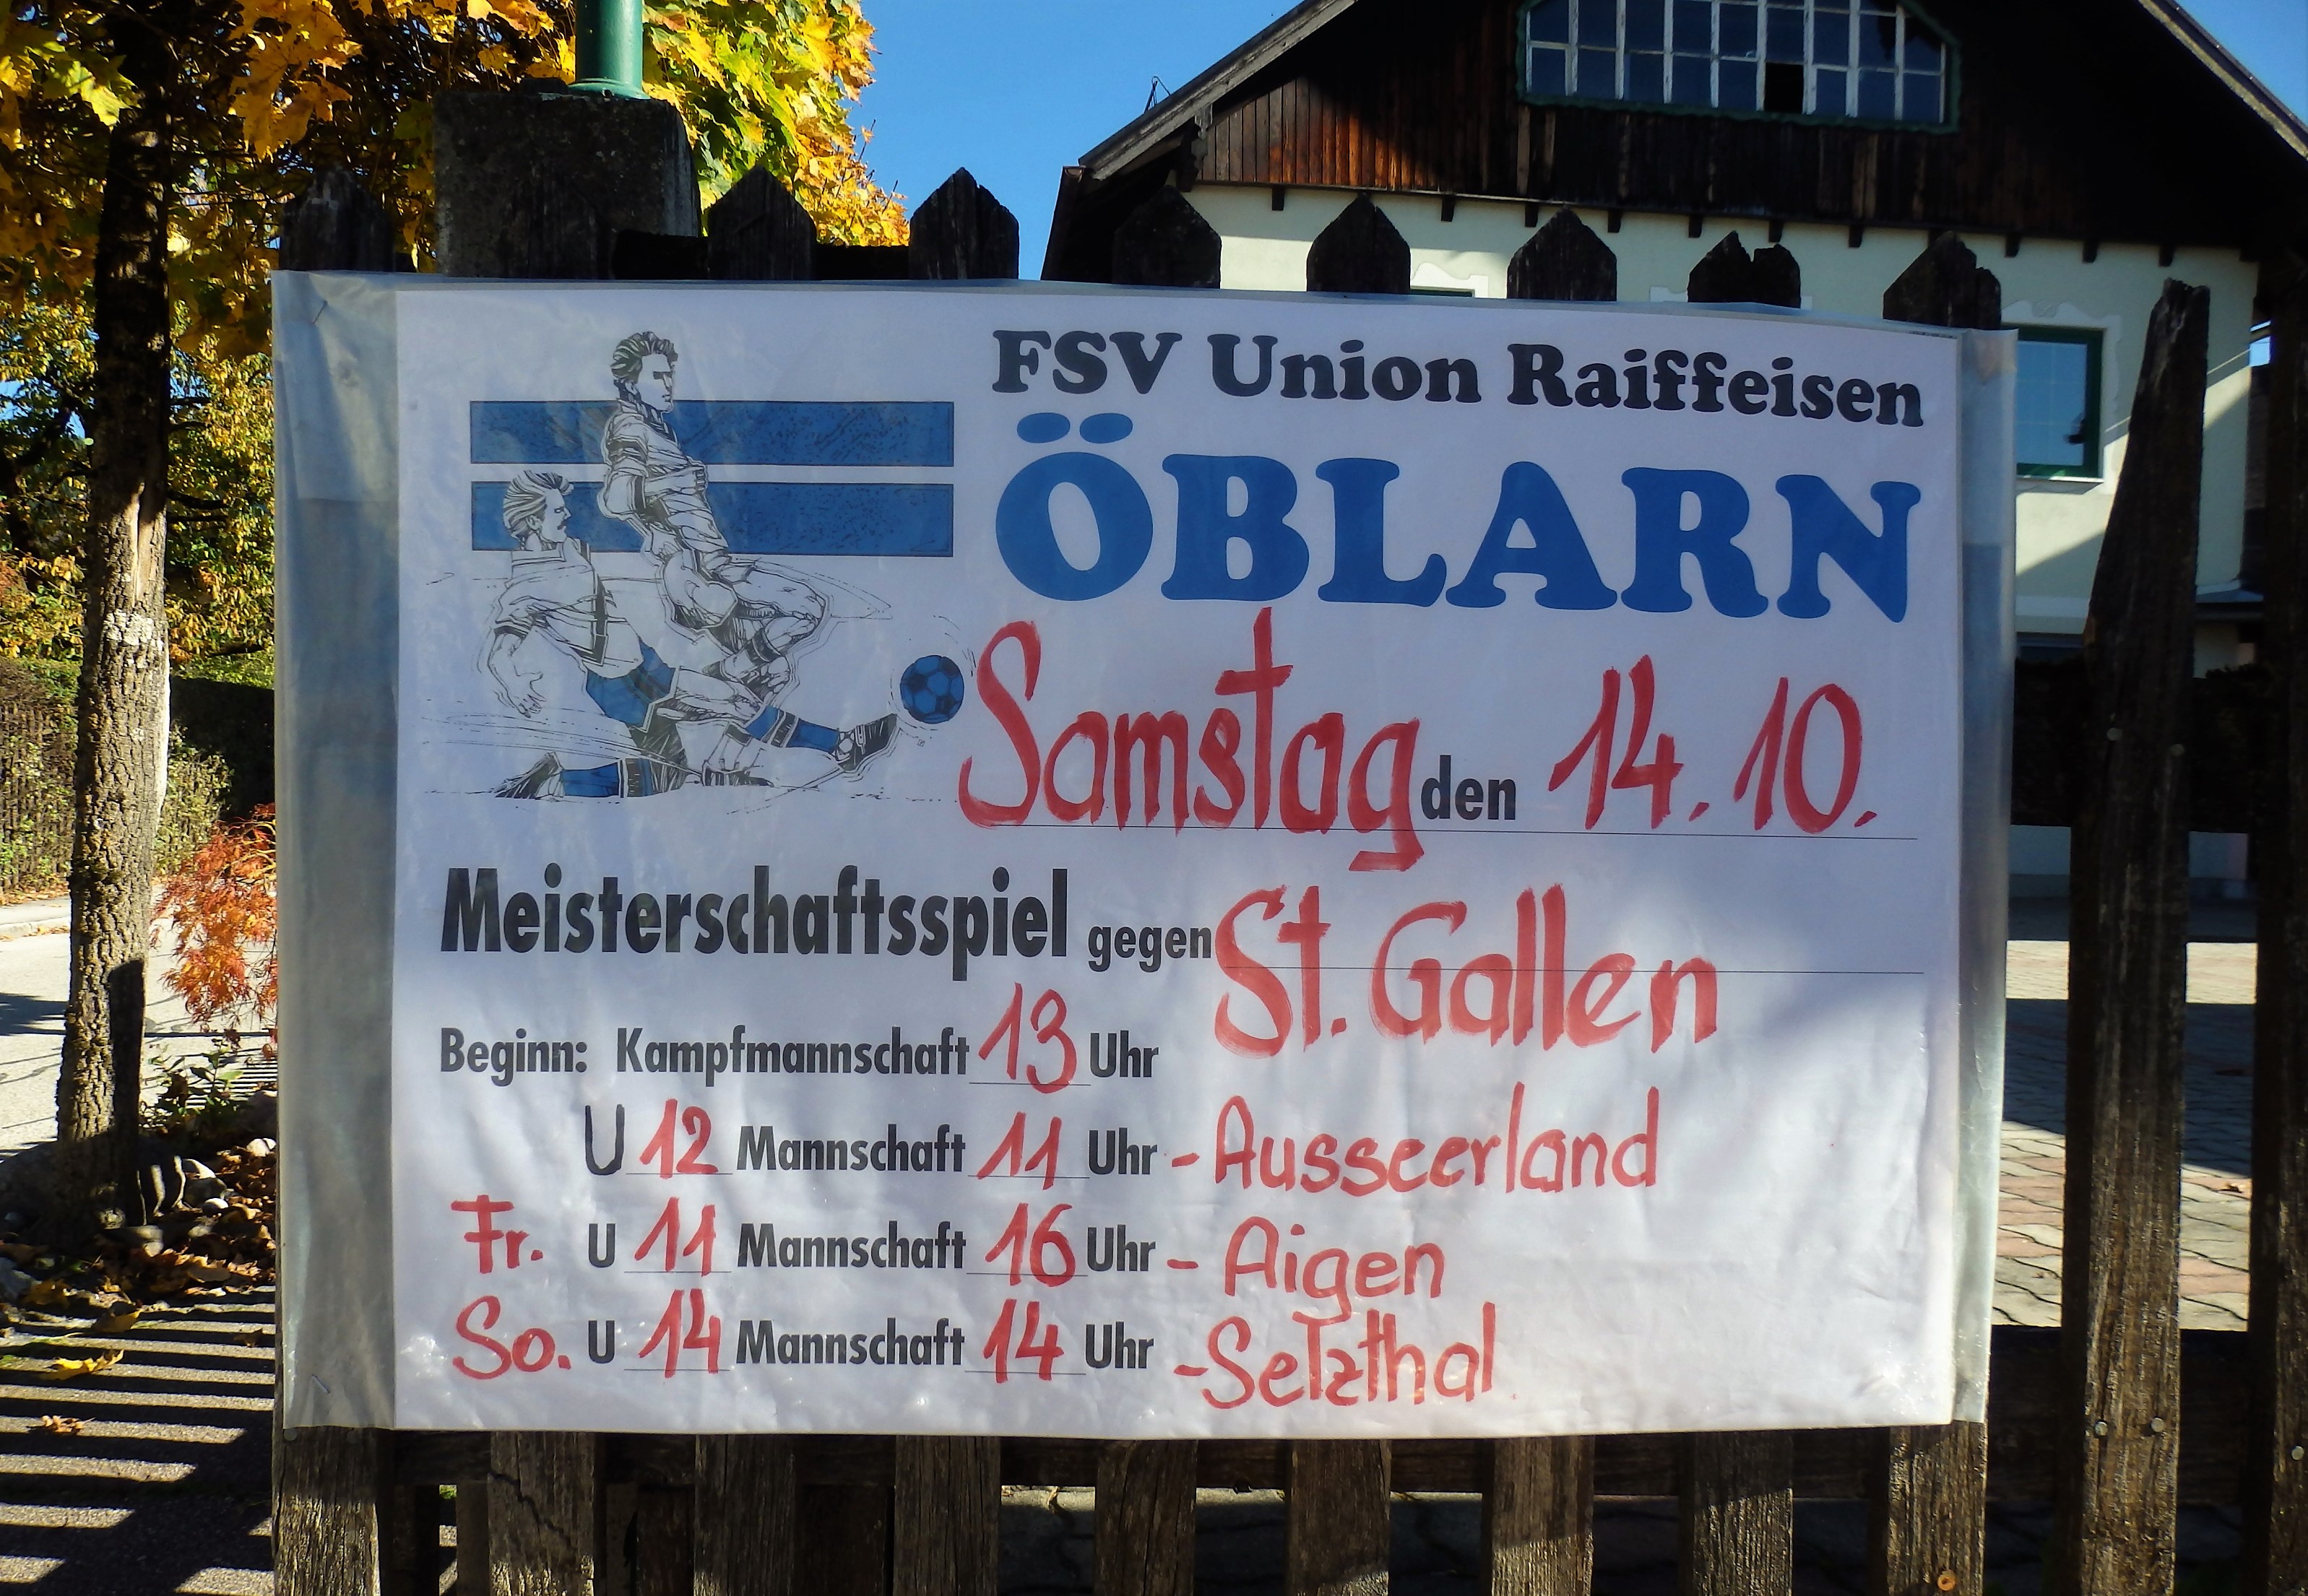 FSV Union Raiffeisen
ÖBLARN
Samstag den 14. 10.
Meisterschaftsspiel gegen St. Gallen
Beginn: Kampfmannschaft 13 Uhr
U 12 Mannschaft 11 Uhr - Ausseerland
Fr. U 11 Mannschaft 16 Uhr - Aigen
So. U 14 Mannschaft 14 Uhr - Selzthal